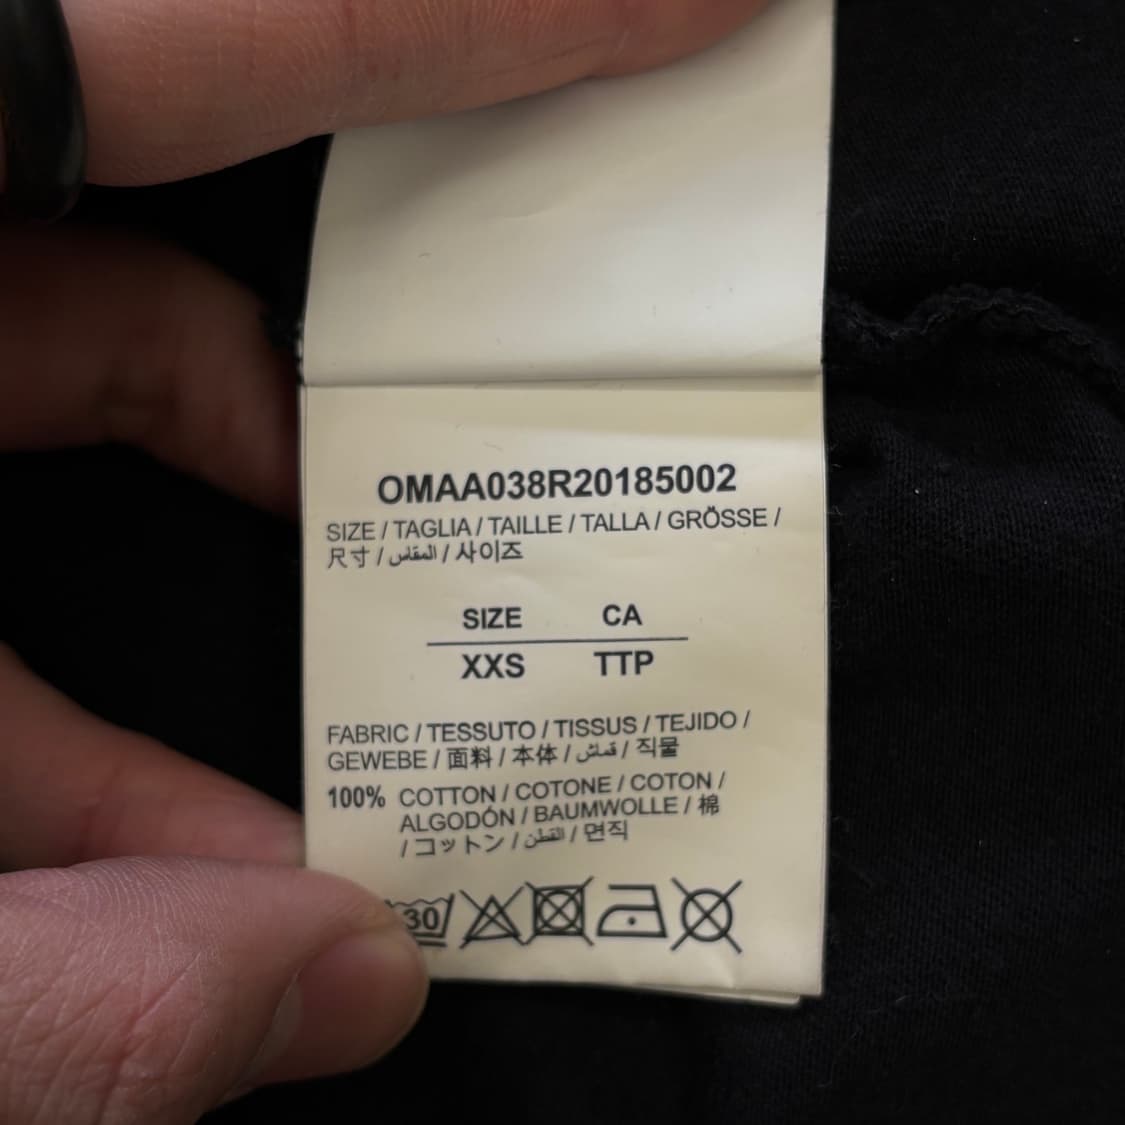 OMAA038R20185002
SIZE / TAGLIA / TAILLE / TALLA / GRÖSSE /
尺寸 / المقاس / 사이즈
SIZE CA
XXS TTP
FABRIC / TESSUTO / TISSUS / TEJIDO /
GEWEBE / 面料 / 本体 / قماش / 직물
100% COTTON / COTONE / COTON /
ALGODÓN / BAUMWOLLE / 棉
/ コットン / القطن / 면직
30